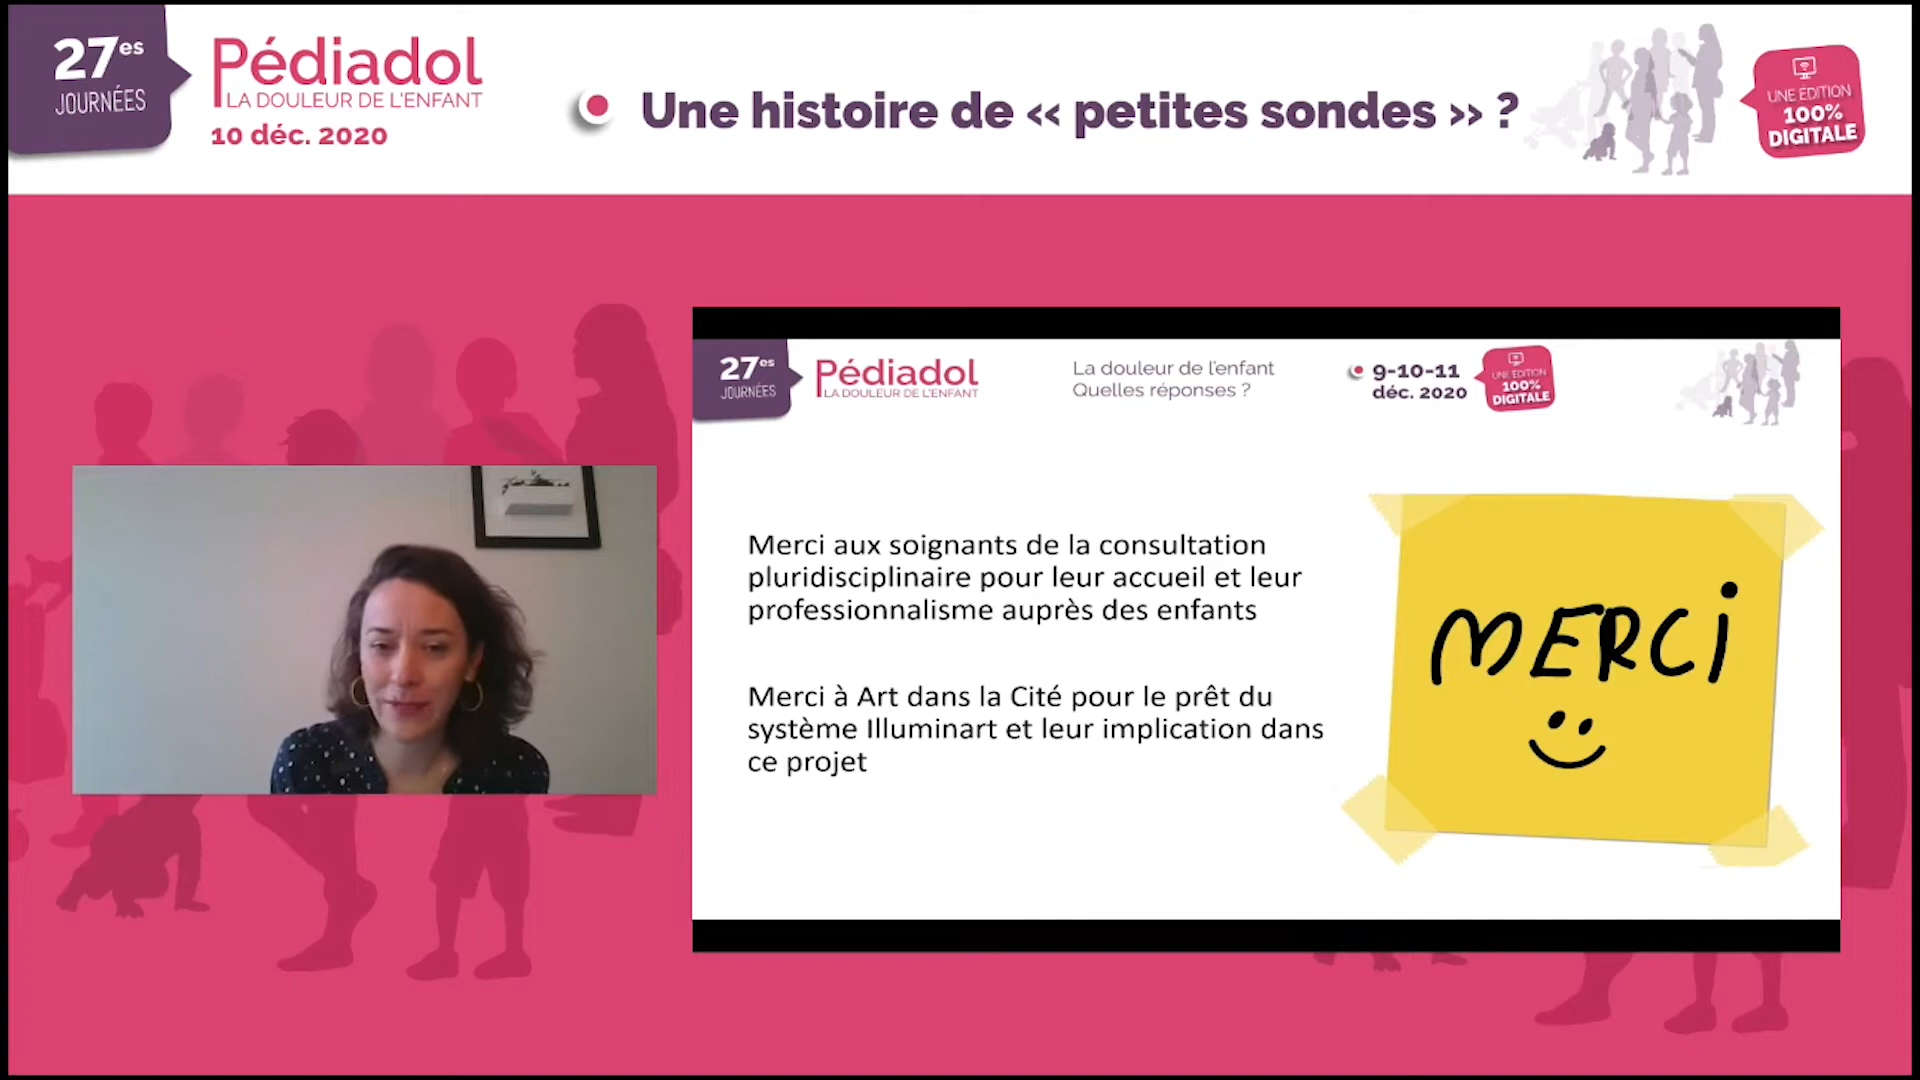 27es
JOURNÉES
Pédiadol
LA DOULEUR DE L'ENFANT
10 déc. 2020
Une histoire de « petites sondes » ?
UNE ÉDITION
100%
DIGITALE
27es
JOURNÉES
Pédiadol
LA DOULEUR DE L'ENFANT
La douleur de l'enfant
Quelles réponses ?
9-10-11
déc. 2020
UNE ÉDITION
100%
DIGITALE
Merci aux soignants de la consultation
pluridisciplinaire pour leur accueil et leur
professionnalisme auprès des enfants
Merci à Art dans la Cité pour le prêt du
système Illuminart et leur implication dans
ce projet
MERCi